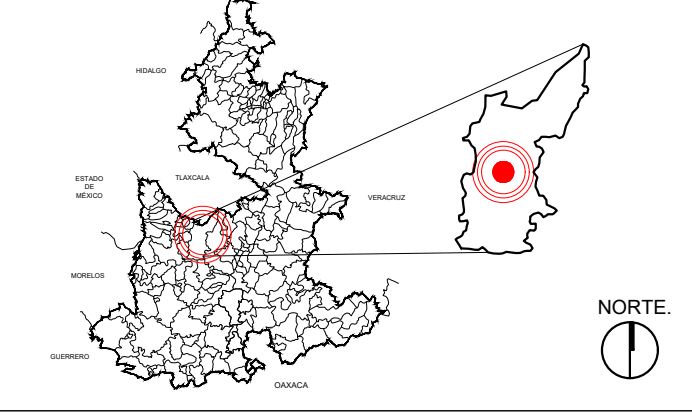 HIDALGO
TLAXCALA
ESTADO
DE
MÉXICO
VERACRUZ
MORELOS
NORTE.
GUERRERO
OAXACA